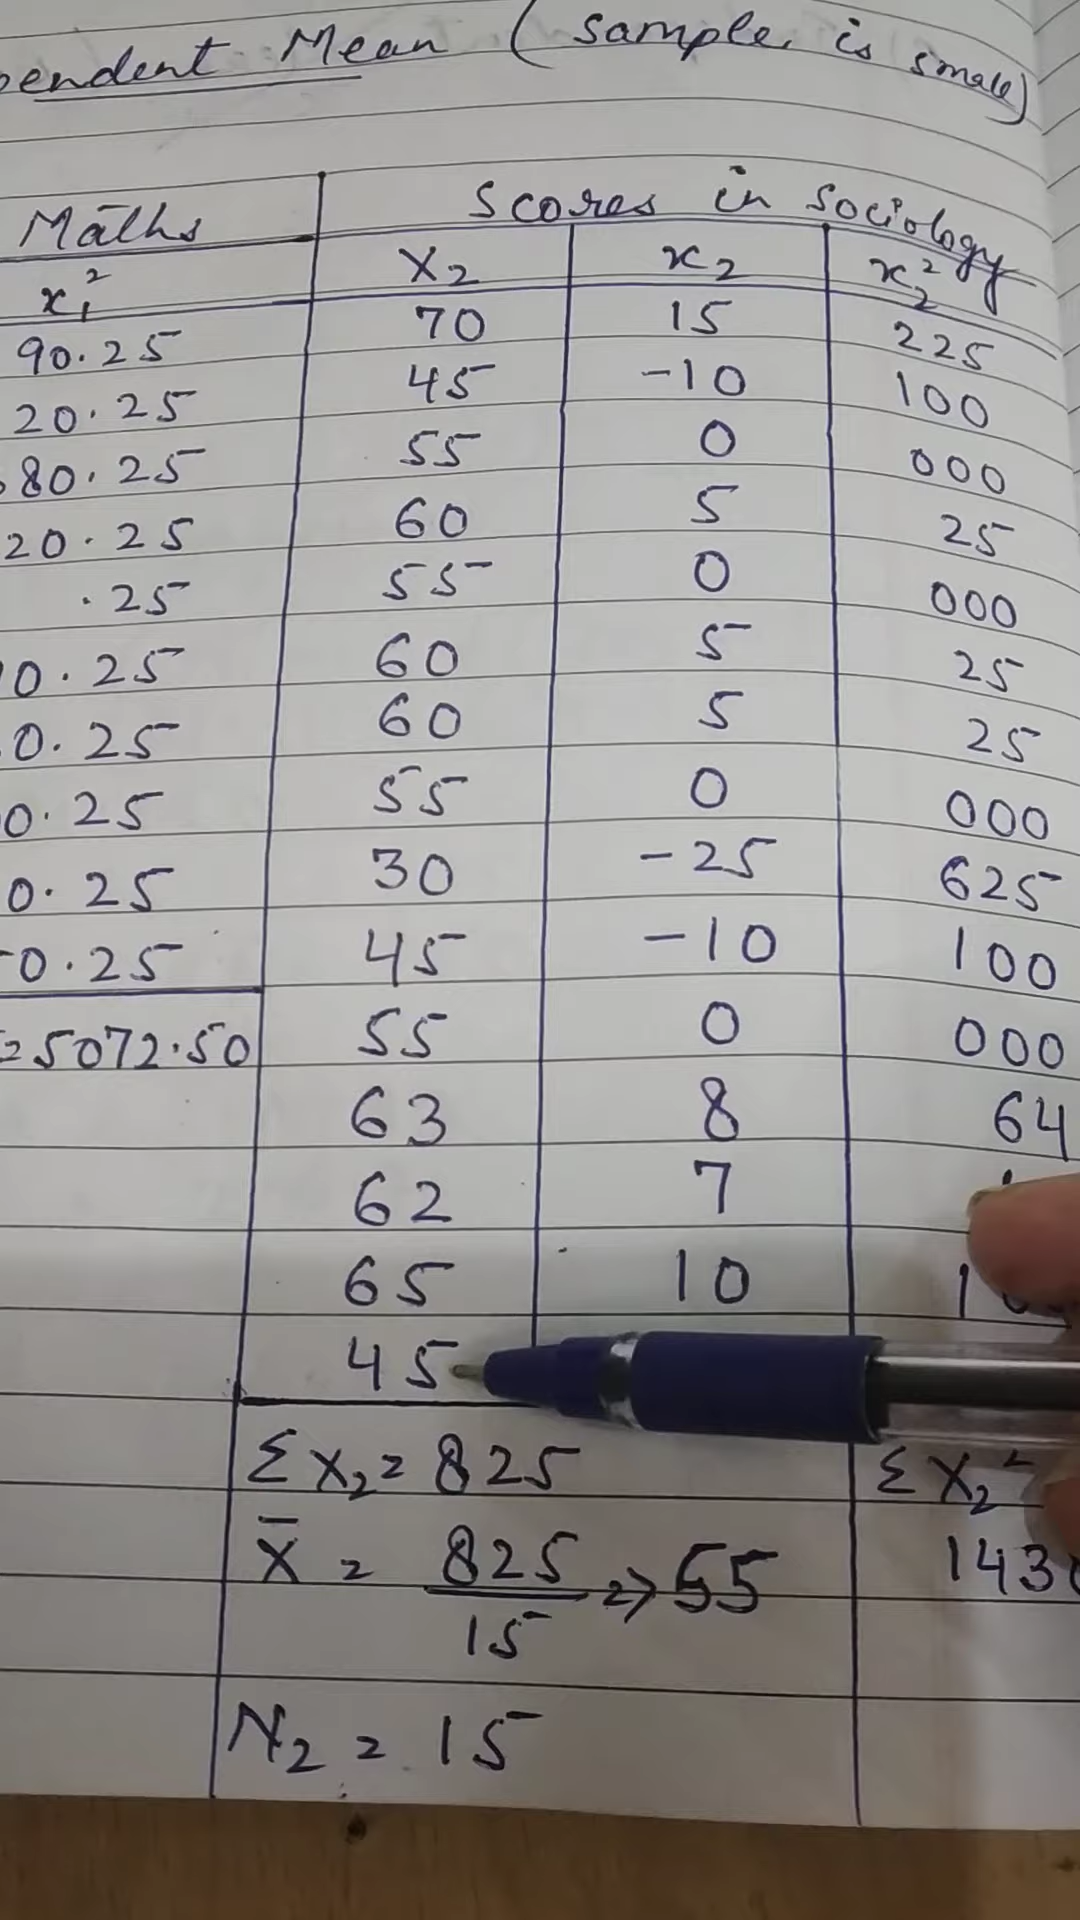 Mean (sample is small)
Maths Scores in Sociology
x₁² X₂ x₂ x₂²
90.25 70 15 225
20.25 45 -10 100
80.25 55 0 000
20.25 60 5 25
.25 55 0 000
0.25 60 5 25
0.25 60 5 25
0.25 55 0 000
0.25 30 -25 625
0.25 45 -10 100
= 5072.50 55 0 000
63 8 64
62 7
65 10
45
Σ X₂ = 825 Σ X₂²
X̄ = 825/15 => 55
N₂ = 15